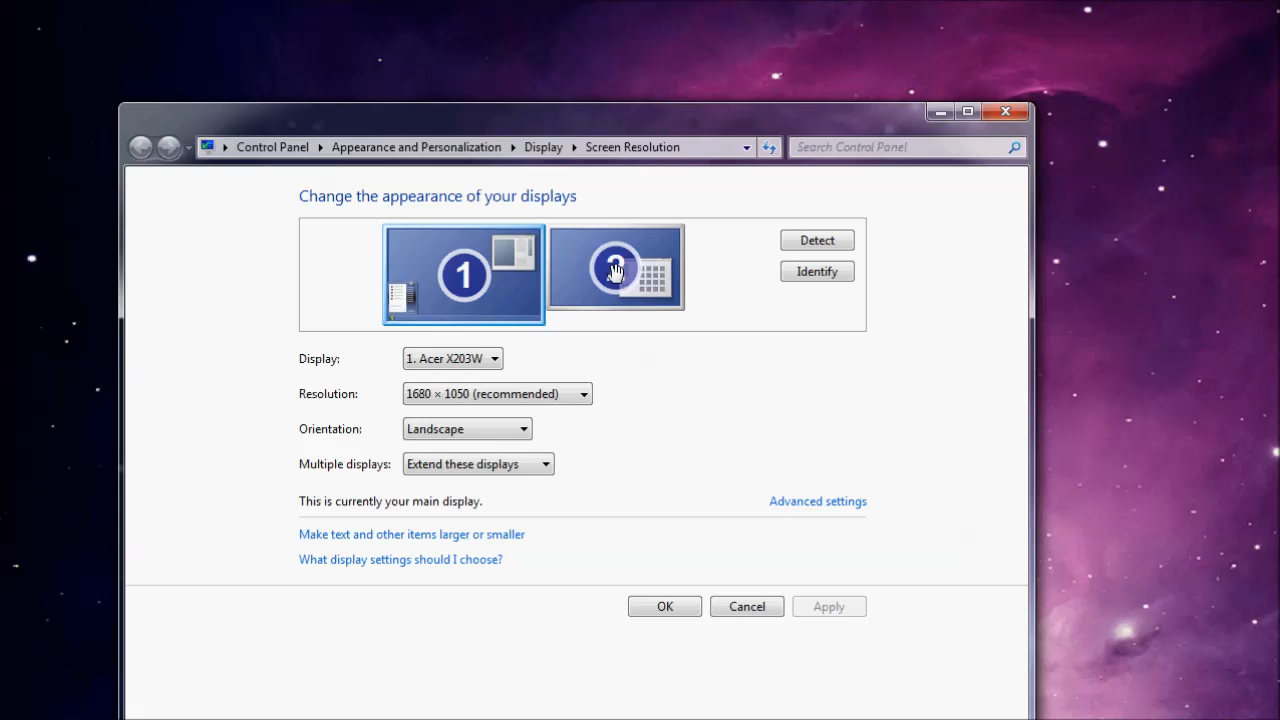 Control Panel Appearance and Personalization Display Screen Resolution Search Control Panel
Change the appearance of your displays
1
Detect
Identify
Display: 1. Acer X203W
Resolution: 1680 × 1050 (recommended)
Orientation: Landscape
Multiple displays: Extend these displays
This is currently your main display. Advanced settings
Make text and other items larger or smaller
What display settings should I choose?
OK Cancel Apply